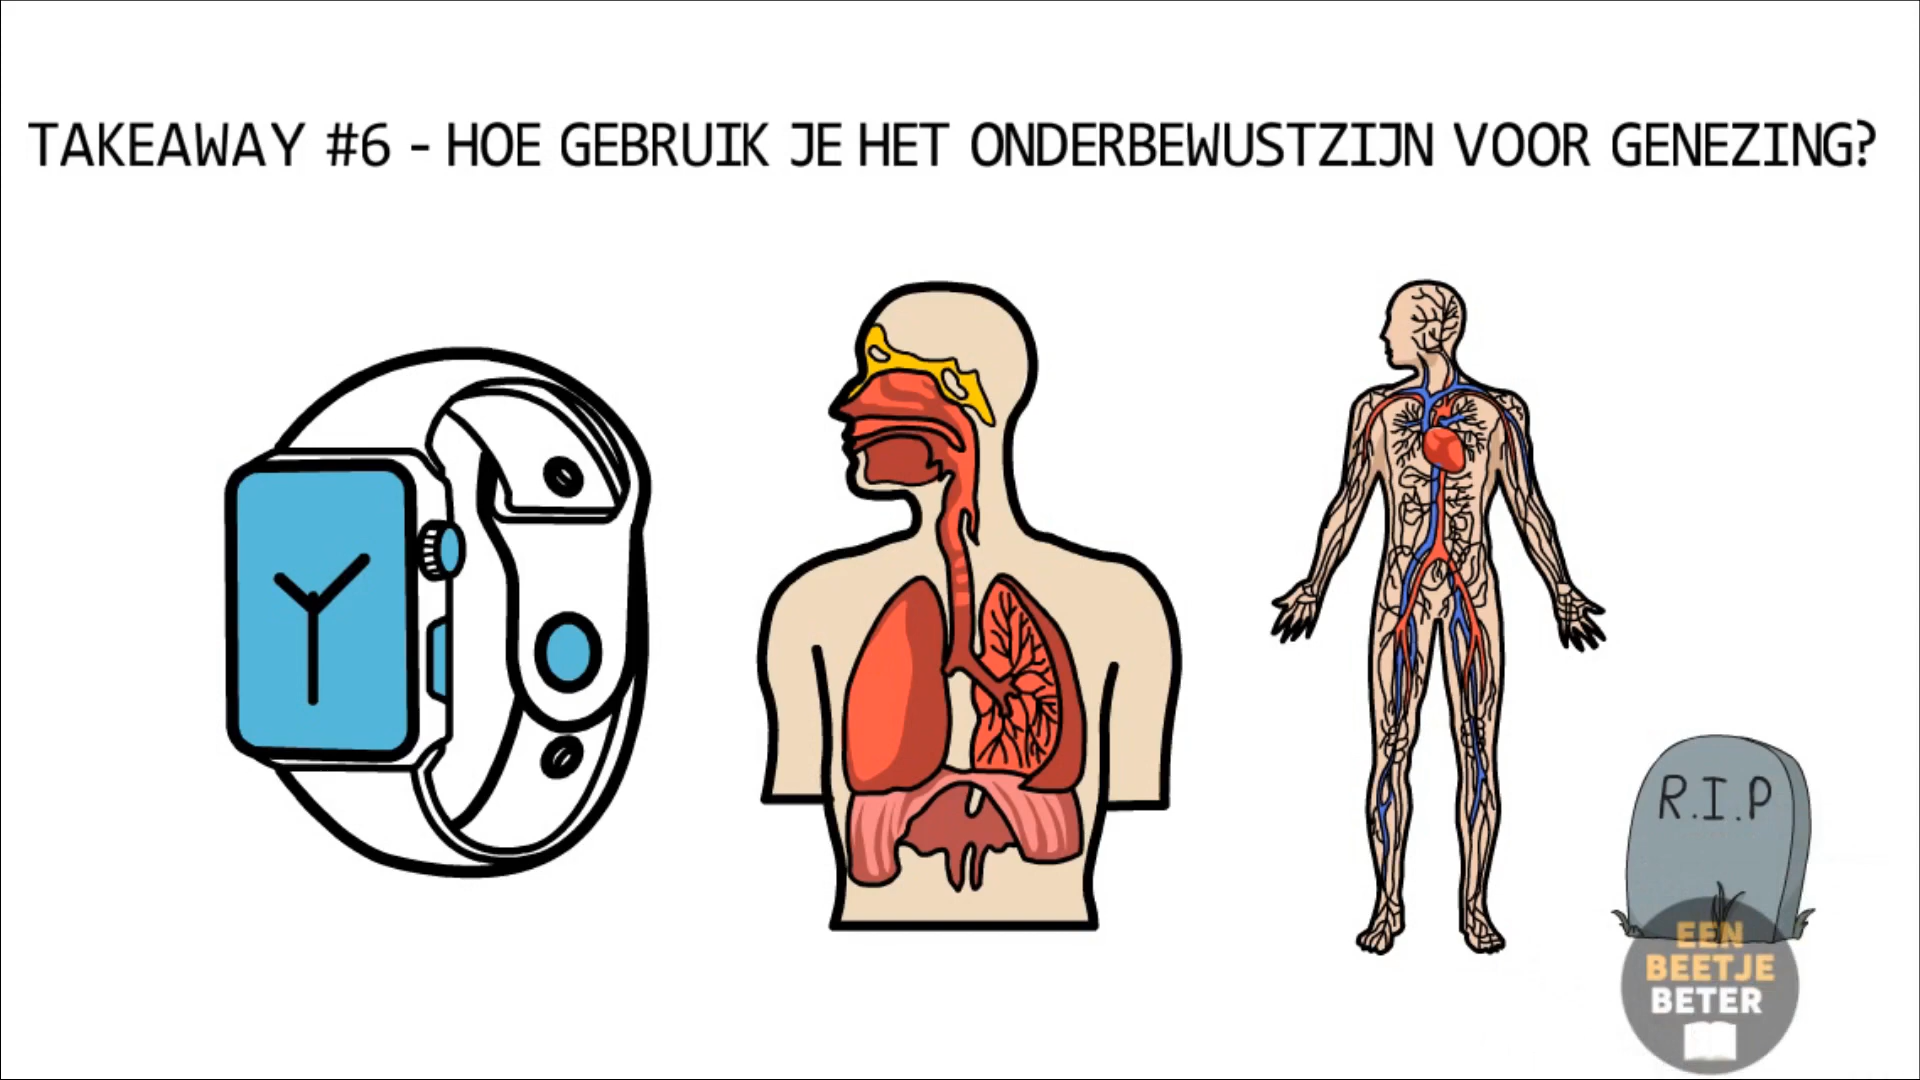 TAKEAWAY #6 - HOE GEBRUIK JE HET ONDERBEWUSTZIJN VOOR GENEZING?
R.I.P
EEN
BEETJE
BETER